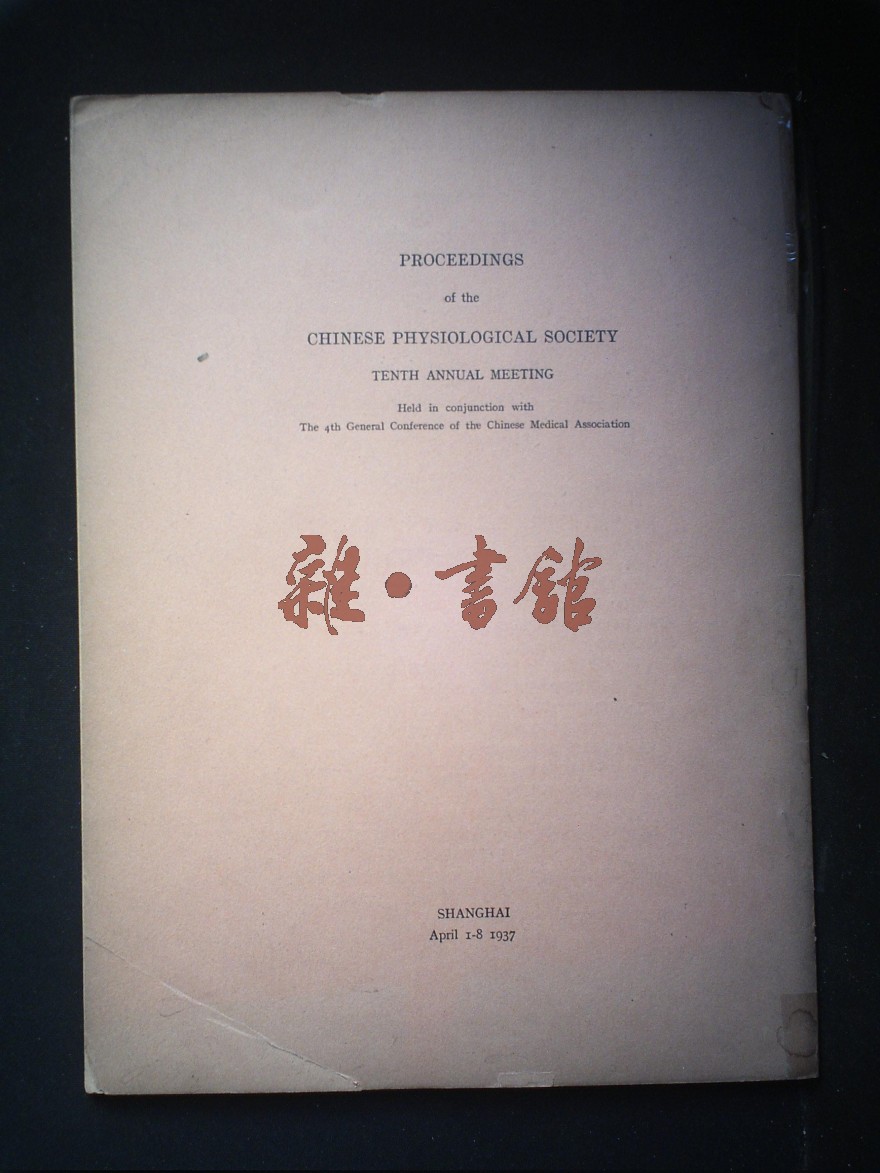 PROCEEDINGS
of the
CHINESE PHYSIOLOGICAL SOCIETY
TENTH ANNUAL MEETING
Held in conjunction with
The 4th General Conference of the Chinese Medical Association
雜・書館
SHANGHAI
April 1-8 1937